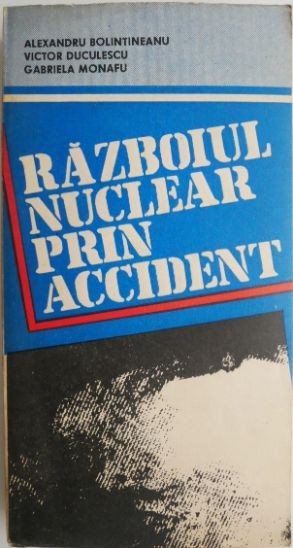 ALEXANDRU BOLINTINEANU
VICTOR DUCULESCU
GABRIELA MONAFU
RĂZBOIUL
NUCLEAR
PRIN
ACCIDENT